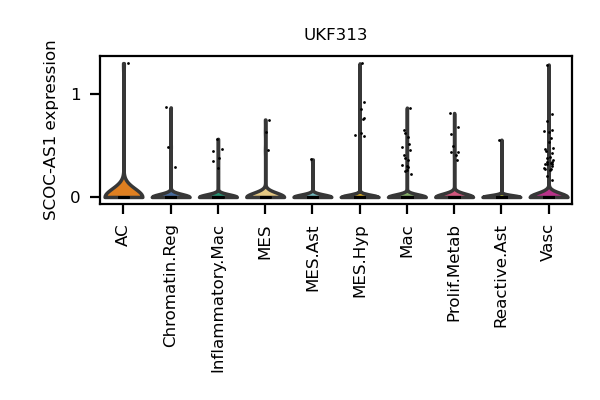 UKF313
SCOC-AS1 expression
1
0
AC
Chromatin.Reg
Inflammatory.Mac
MES
MES.Ast
MES.Hyp
Mac
Prolif.Metab
Reactive.Ast
Vasc